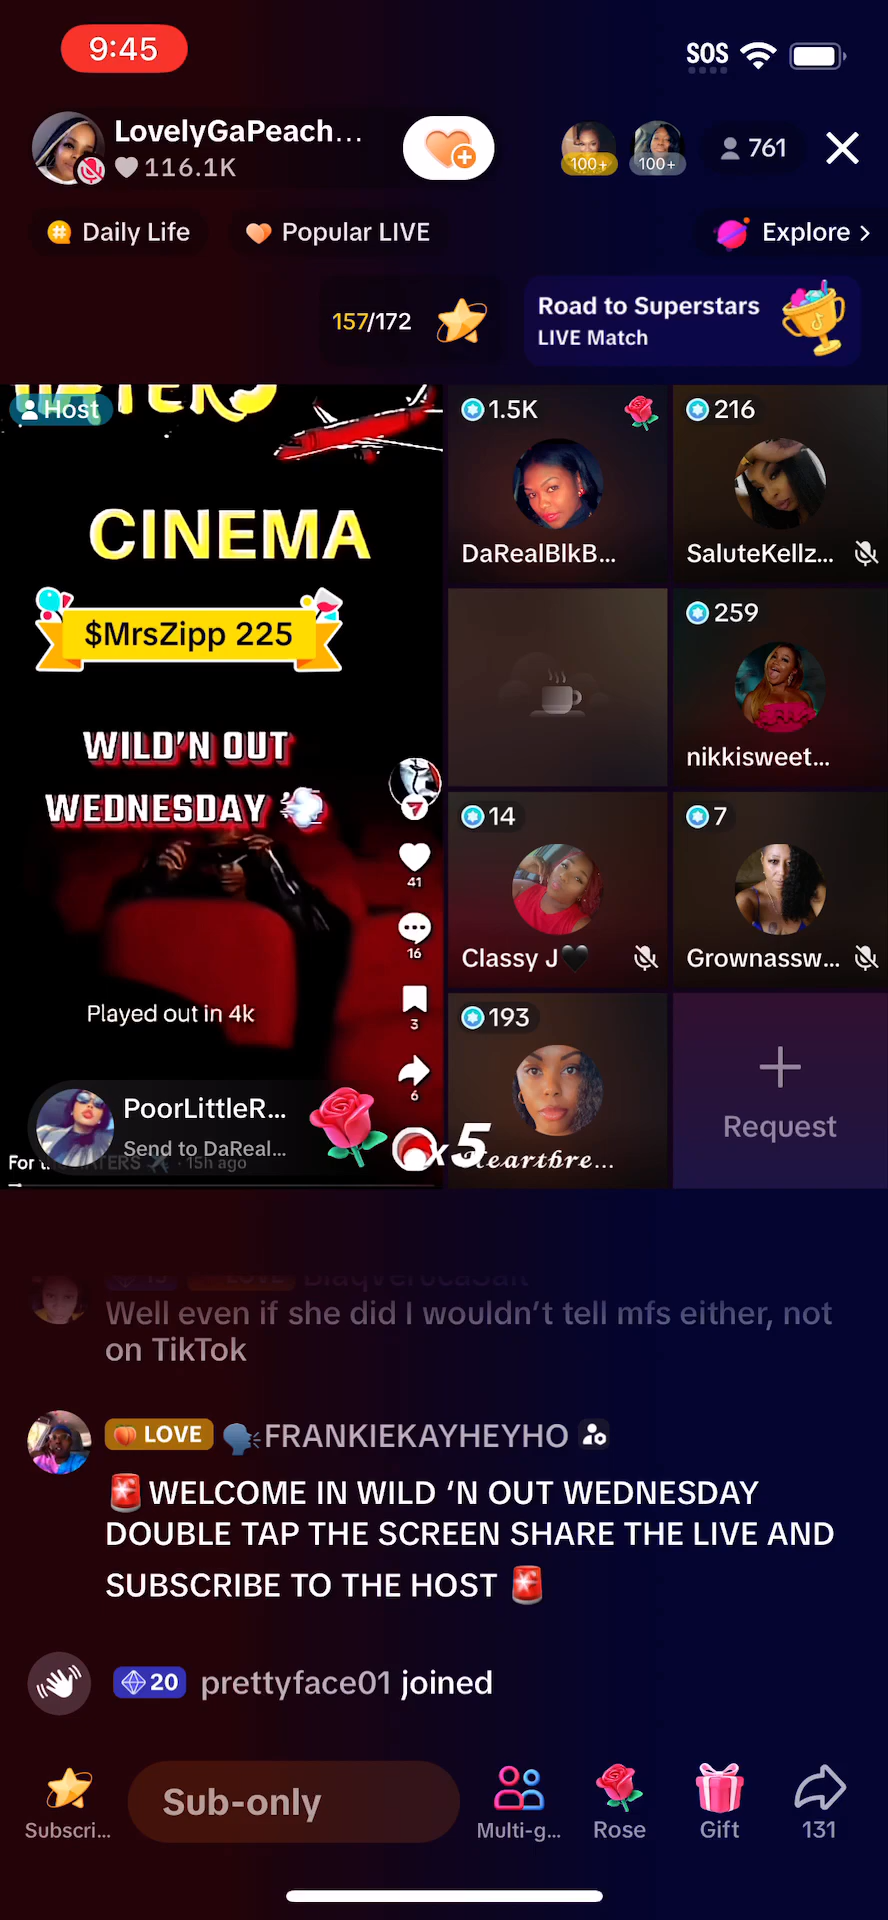 9:45
SOS
LovelyGaPeach...
116.1K
100+
100+
761
Daily Life
Popular LIVE
Explore >
157/172
Road to Superstars
LIVE Match
Host
CINEMA
$MrsZipp 225
WILD'N OUT
WEDNESDAY
41
16
3
6
Played out in 4k
PoorLittleR...
Send to DaReal...
x5
15h ago
1.5K
DaRealBlkB...
216
SaluteKellz...
259
nikkisweet...
14
Classy J🖤
7
Grownassw...
193
Heartbre...
Request
Well even if she did I wouldn't tell mfs either, not
on TikTok
LOVE 🗣️FRANKIEKAYHEYHO
🚨WELCOME IN WILD ‘N OUT WEDNESDAY
DOUBLE TAP THE SCREEN SHARE THE LIVE AND
SUBSCRIBE TO THE HOST 🚨
20 prettyface01 joined
Sub-only
Subscri...
Multi-g...
Rose
Gift
131